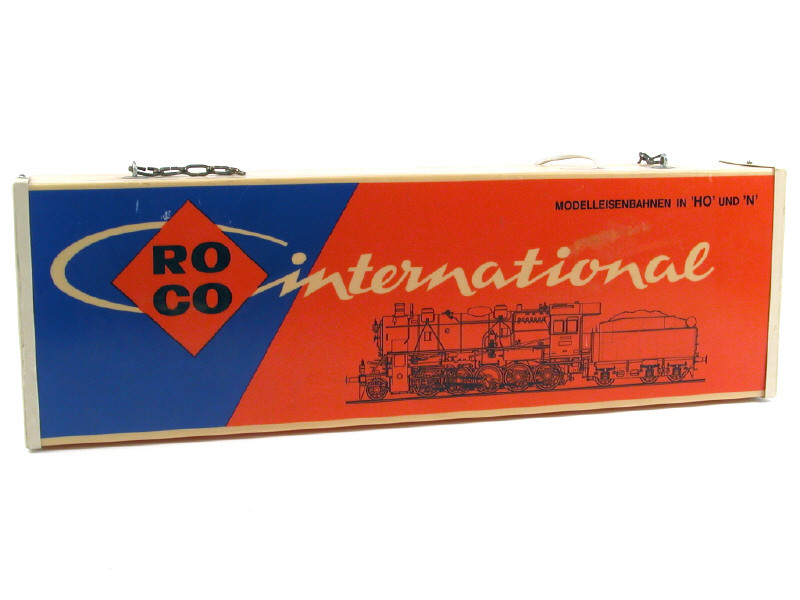 MODELLEISENBAHNEN IN 'HO' UND 'N'
RO
CO
international